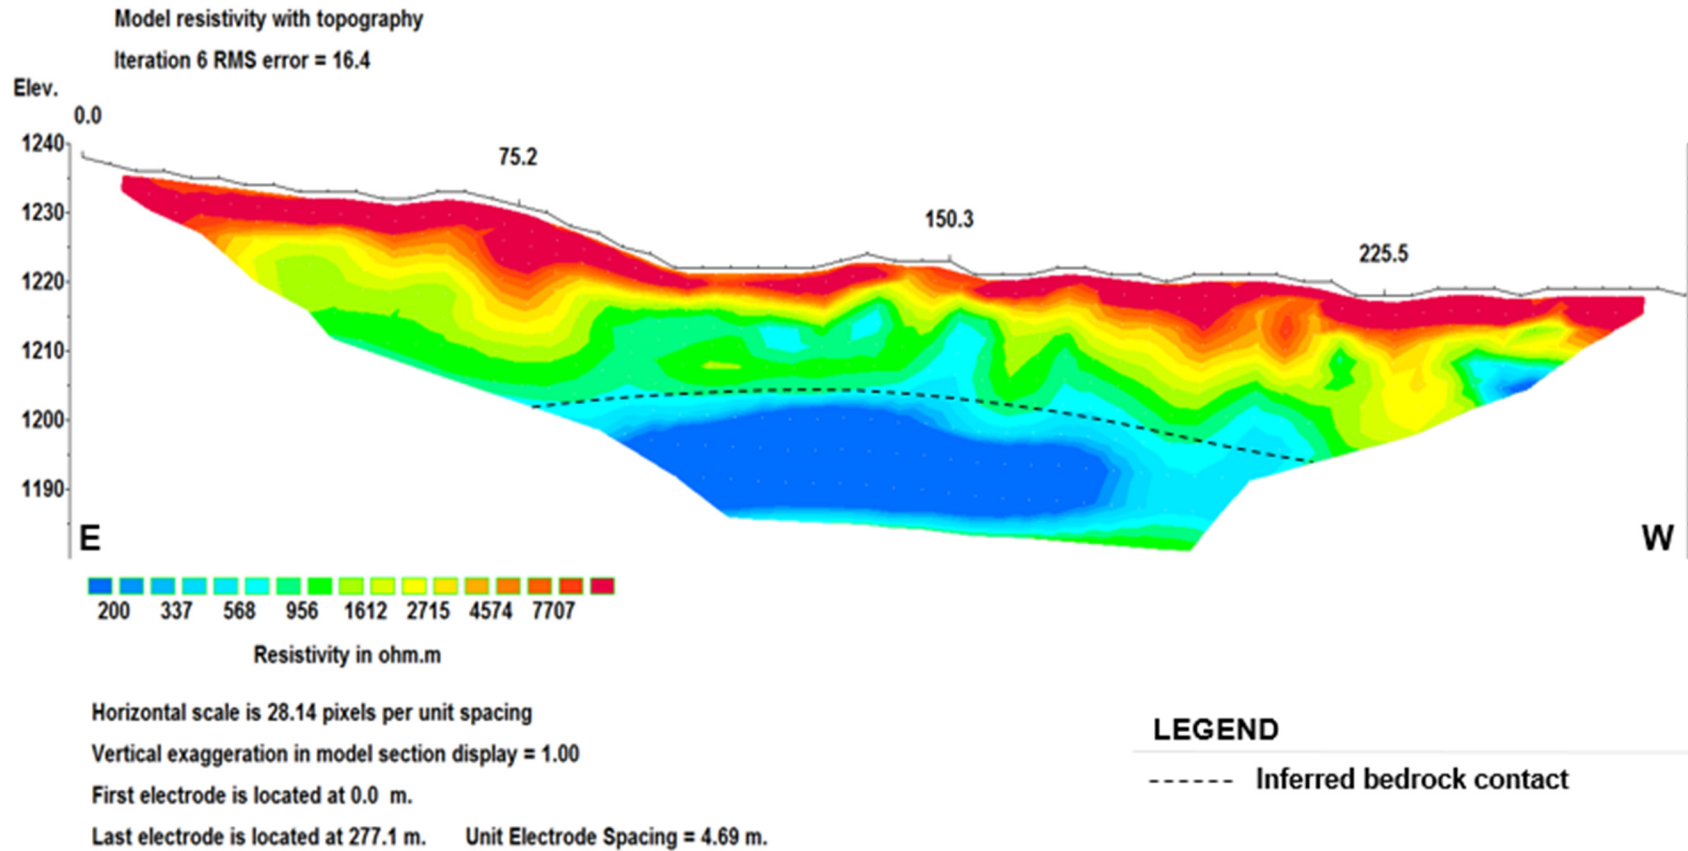 Model resistivity with topography
Iteration 6 RMS error = 16.4
Elev.
0.0
1240
75.2
1230
150.3
225.5
1220
1210
1200
1190
E
W
200 337 568 956 1612 2715 4574 7707
Resistivity in ohm.m
Horizontal scale is 28.14 pixels per unit spacing
Vertical exaggeration in model section display = 1.00
First electrode is located at 0.0 m.
Last electrode is located at 277.1 m. Unit Electrode Spacing = 4.69 m.
LEGEND
Inferred bedrock contact